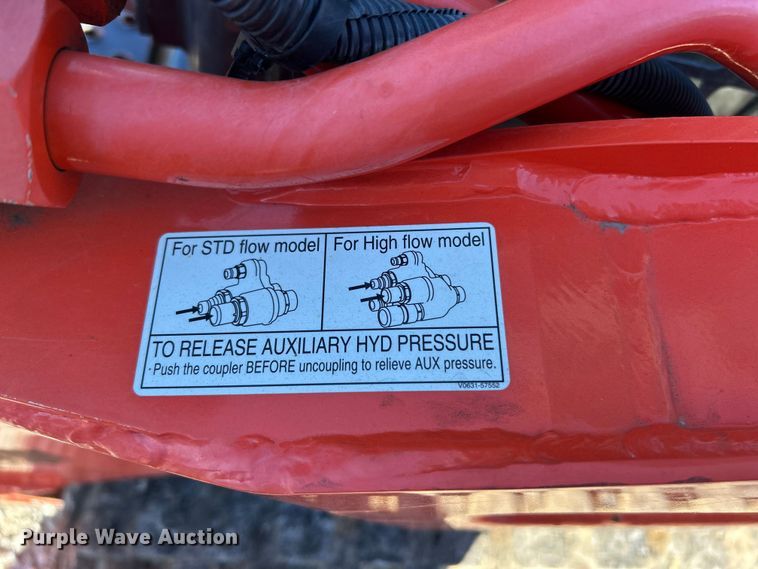 For STD flow model
For High flow model
TO RELEASE AUXILIARY HYD PRESSURE
·Push the coupler BEFORE uncoupling to relieve AUX pressure.
V0631-57552
Purple Wave Auction